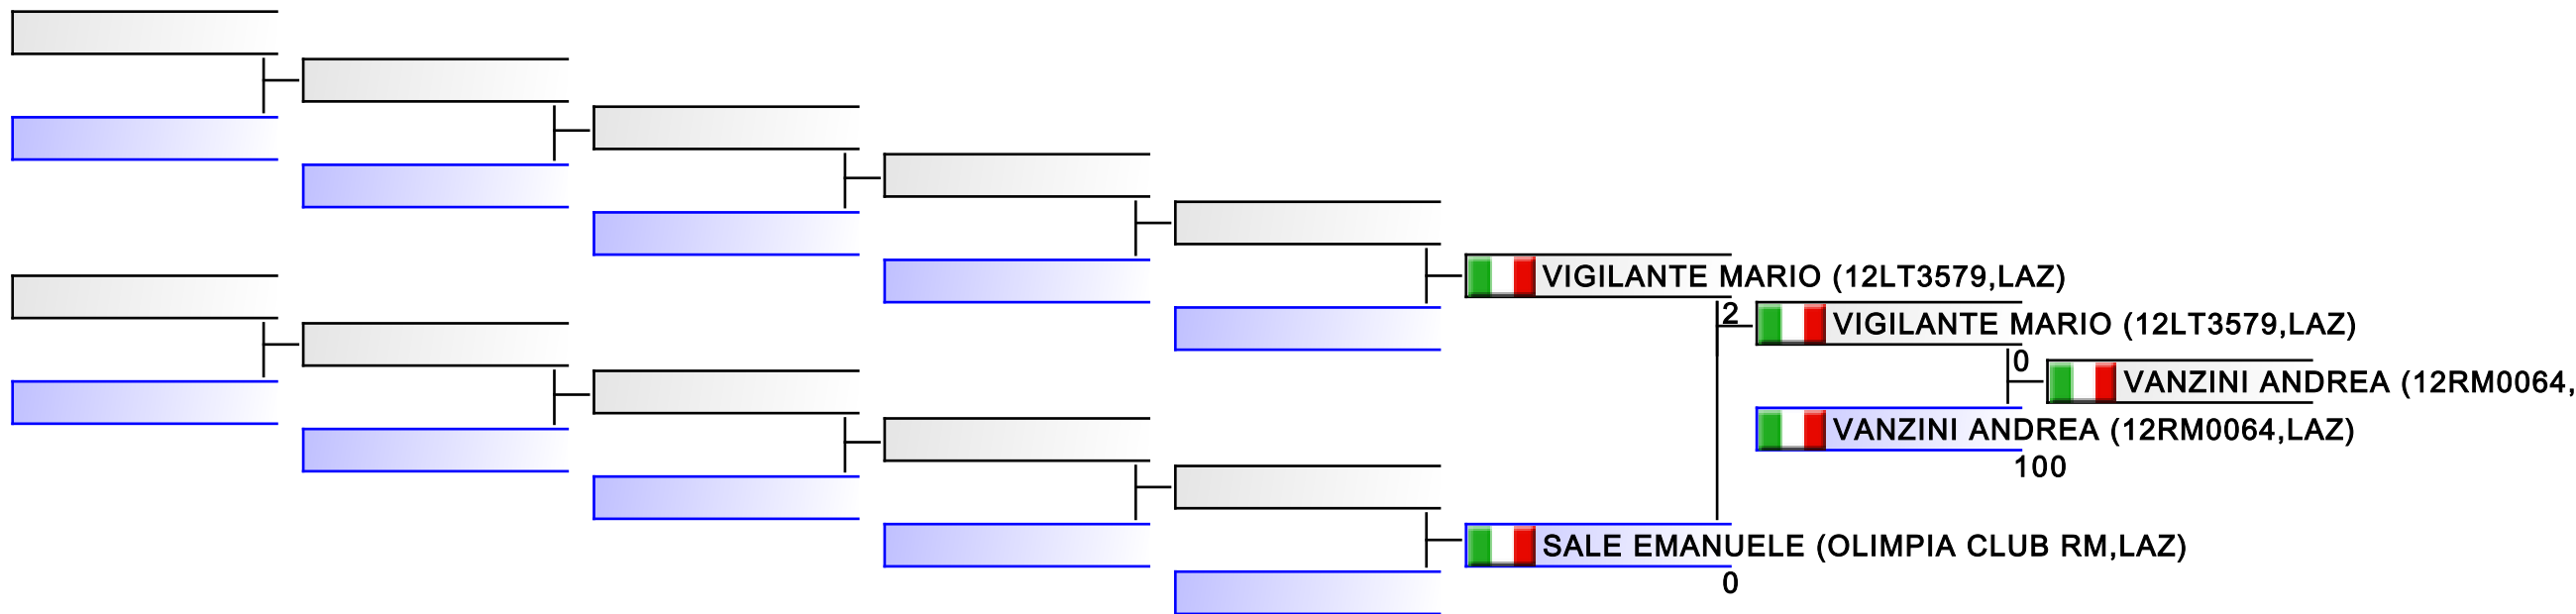 VIGILANTE MARIO (12LT3579,LAZ)
2
VIGILANTE MARIO (12LT3579,LAZ)
0
VANZINI ANDREA (12RM0064,
VANZINI ANDREA (12RM0064,LAZ)
100
SALE EMANUELE (OLIMPIA CLUB RM,LAZ)
0